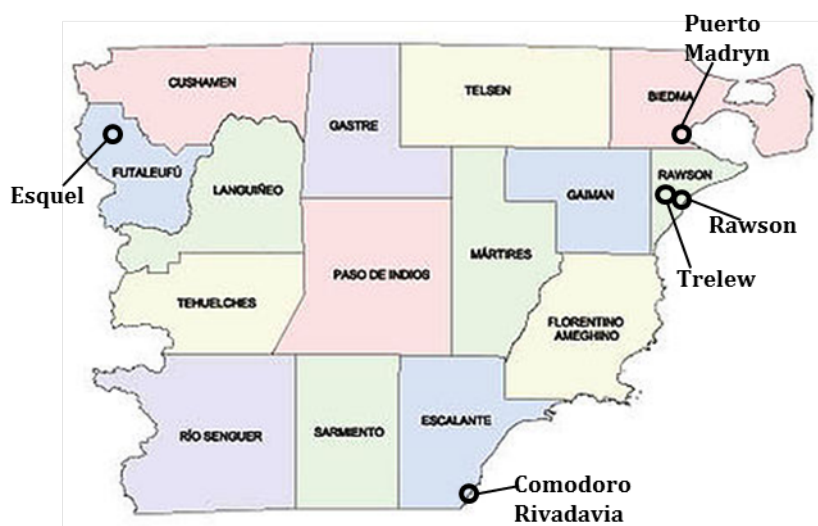 Puerto
Madryn
CUSHAMEN
TELSEN
BIEDMA
GASTRE
FUTALEUFÚ
RAWSON
Esquel
LANGUIÑEO
GAIMAN
Rawson
MÁRTIRES
PASO DE INDIOS
Trelew
TEHUELCHES
FLORENTINO
AMEGHINO
ESCALANTE
RÍO SENGUER
SARMIENTO
Comodoro
Rivadavia